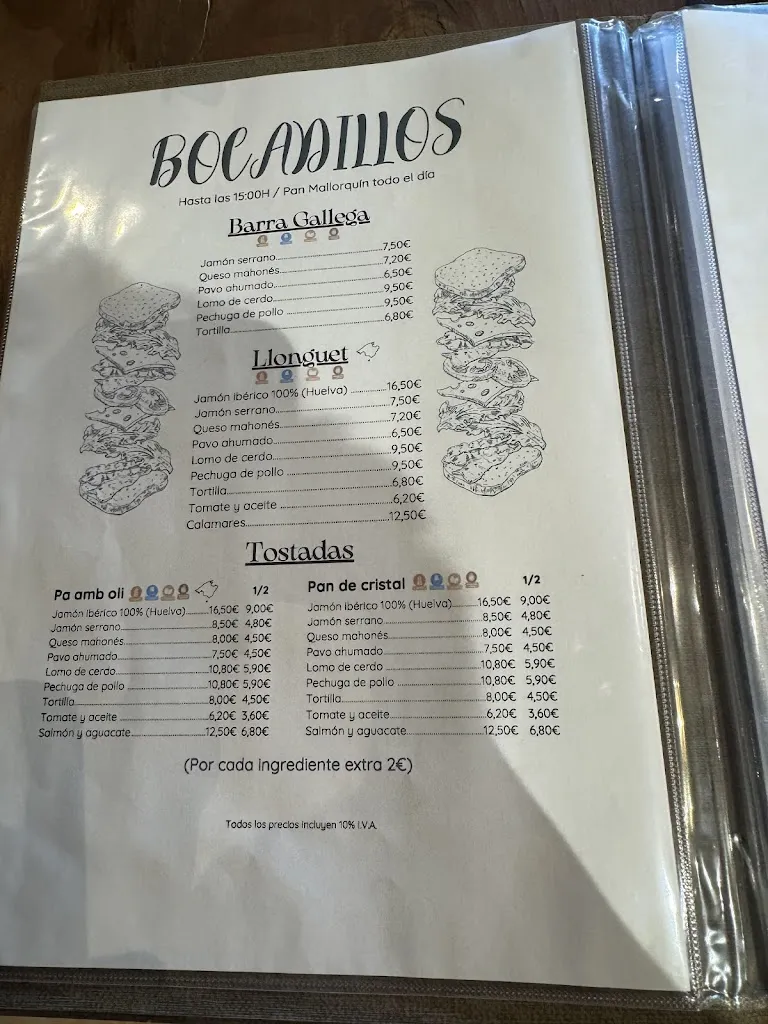 BOCADILLOS
Hasta las 15:00H / Pan Mallorquín todo el día
Barra Gallega
Jamón serrano 7,50€
Queso mahonés 7,20€
Pavo ahumado 6,50€
Lomo de cerdo 9,50€
Pechuga de pollo 9,50€
Tortilla 6,80€
Llonguet
Jamón ibérico 100% (Huelva) 16,50€
Jamón serrano 7,50€
Queso mahonés 7,20€
Pavo ahumado 6,50€
Lomo de cerdo 9,50€
Pechuga de pollo 9,50€
Tortilla 6,80€
Tomate y aceite 6,20€
Calamares 12,50€
Tostadas
Pa amb oli 1/2
Jamón ibérico 100% (Huelva) 16,50€ 9,00€
Jamón serrano 8,50€ 4,80€
Queso mahonés 8,00€ 4,50€
Pavo ahumado 7,50€ 4,50€
Lomo de cerdo 10,80€ 5,90€
Pechuga de pollo 10,80€ 5,90€
Tortilla 8,00€ 4,50€
Tomate y aceite 6,20€ 3,60€
Salmón y aguacate 12,50€ 6,80€
Pan de cristal 1/2
Jamón ibérico 100% (Huelva) 16,50€ 9,00€
Jamón serrano 8,50€ 4,80€
Queso mahonés 8,00€ 4,50€
Pavo ahumado 7,50€ 4,50€
Lomo de cerdo 10,80€ 5,90€
Pechuga de pollo 10,80€ 5,90€
Tortilla 8,00€ 4,50€
Tomate y aceite 6,20€ 3,60€
Salmón y aguacate 12,50€ 6,80€
(Por cada ingrediente extra 2€)
Todos los precios incluyen 10% I.V.A.